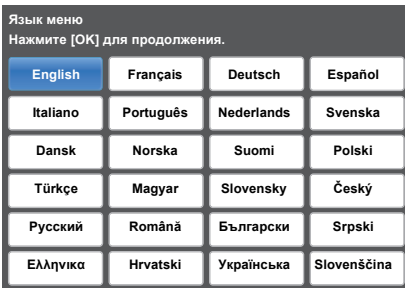 Язык меню
Нажмите [OK] для продолжения.
English Français Deutsch Español
Italiano Português Nederlands Svenska
Dansk Norska Suomi Polski
Türkçe Magyar Slovensky Český
Русский Română Български Srpski
Ελληνικα Hrvatski Українська Slovenščina